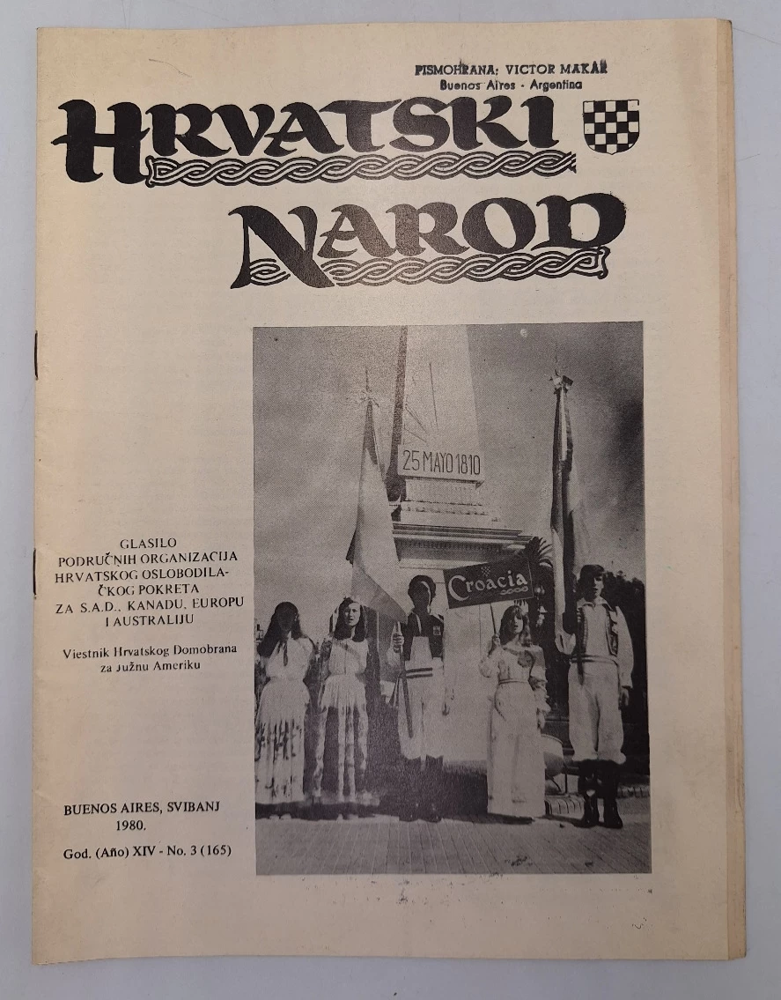 PISMOHRANA: VICTOR MAKAR
Buenos Aires - Argentina
HRVATSKI
NAROD
25 MAYO 1810
Croacia
GLASILO
PODRUČNIH ORGANIZACIJA
HRVATSKOG OSLOBODILA-
ČKOG POKRETA
ZA S.A.D., KANADU, EUROPU
I AUSTRALIJU
Viestnik Hrvatskog Domobrana
za Južnu Ameriku
BUENOS AIRES, SVIBANJ
1980.
God. (Año) XIV - No. 3 (165)